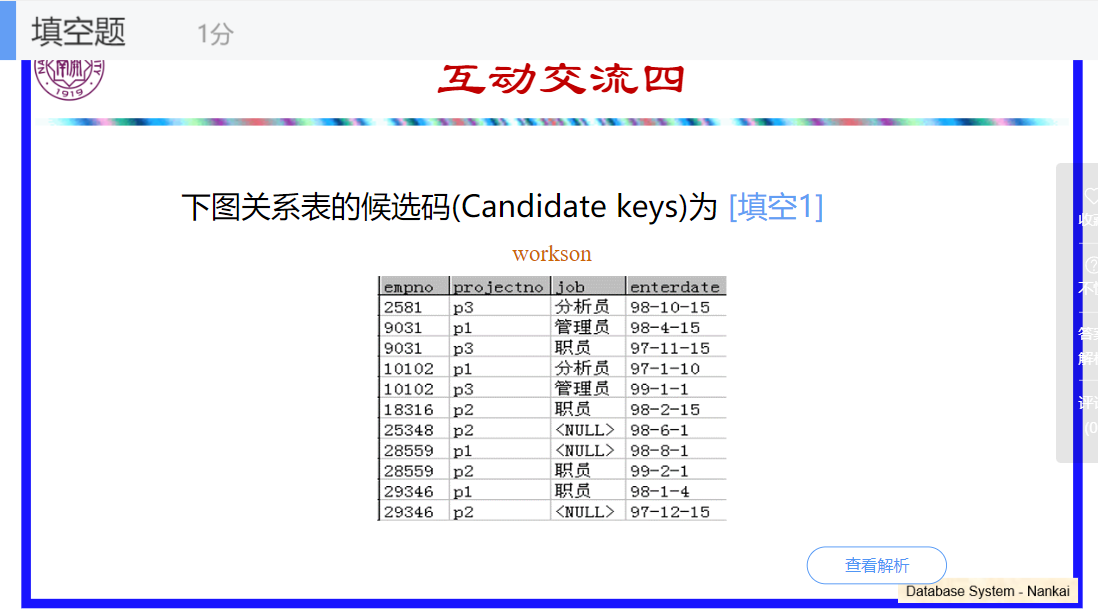 填空题 1分
1919
互动交流四
下图关系表的候选码(Candidate keys)为 [填空1]
workson
empno projectno job enterdate
2581 p3 分析员 98-10-15
9031 p1 管理员 98-4-15
9031 p3 职员 97-11-15
10102 p1 分析员 97-1-10
10102 p3 管理员 99-1-1
18316 p2 职员 98-2-15
25348 p2 <NULL> 98-6-1
28559 p1 <NULL> 98-8-1
28559 p2 职员 99-2-1
29346 p1 职员 98-1-4
29346 p2 <NULL> 97-12-15
查看解析
Database System - Nankai